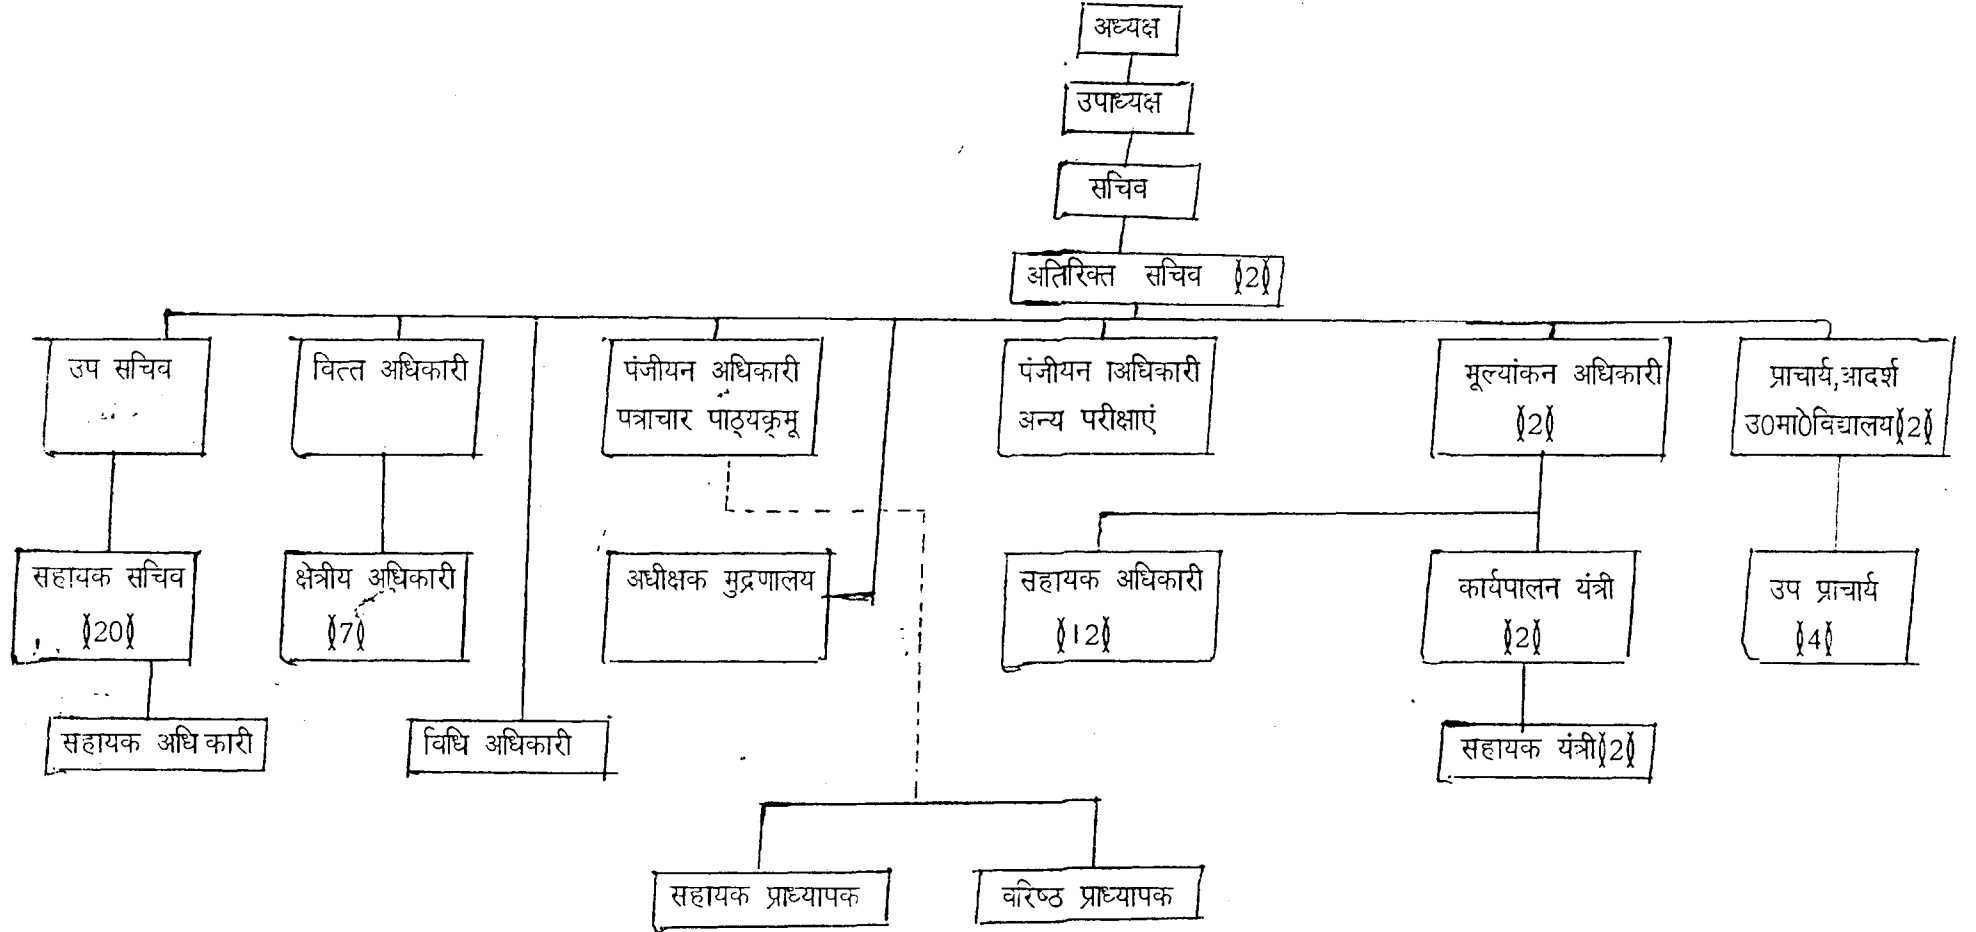 अध्यक्ष
उपाध्यक्ष
सचिव
अतिरिक्त सचिव (2)
उप सचिव
वित्त अधिकारी
पंजीयन अधिकारी
पत्राचार पाठ्यक्रम
पंजीयन अधिकारी
अन्य परीक्षाएं
मूल्यांकन अधिकारी
(2)
प्राचार्य,आदर्श
उ0मा0विद्यालय(2)
सहायक सचिव
(20)
क्षेत्रीय अधिकारी
(7)
अधीक्षक मुद्रणालय
सहायक अधिकारी
(12)
कार्यपालन यंत्री
(2)
उप प्राचार्य
(4)
सहायक अधिकारी
विधि अधिकारी
सहायक यंत्री(2)
सहायक प्राध्यापक
वरिष्ठ प्राध्यापक